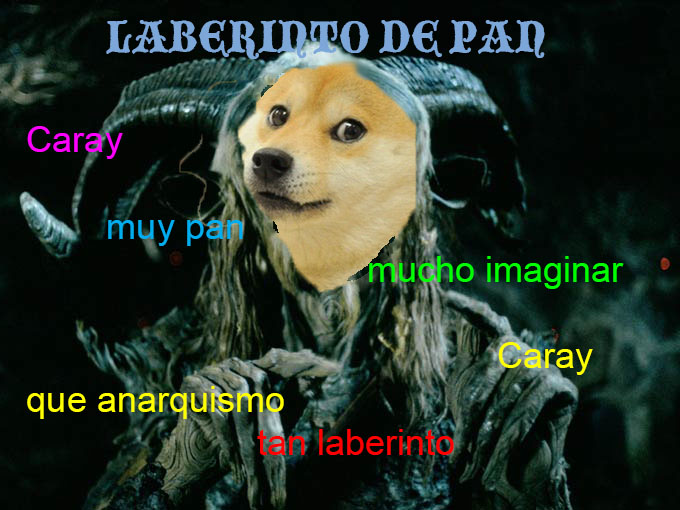 LABERINTO DE PAN
Caray
muy pan
mucho imaginar
Caray
que anarquismo
tan laberinto